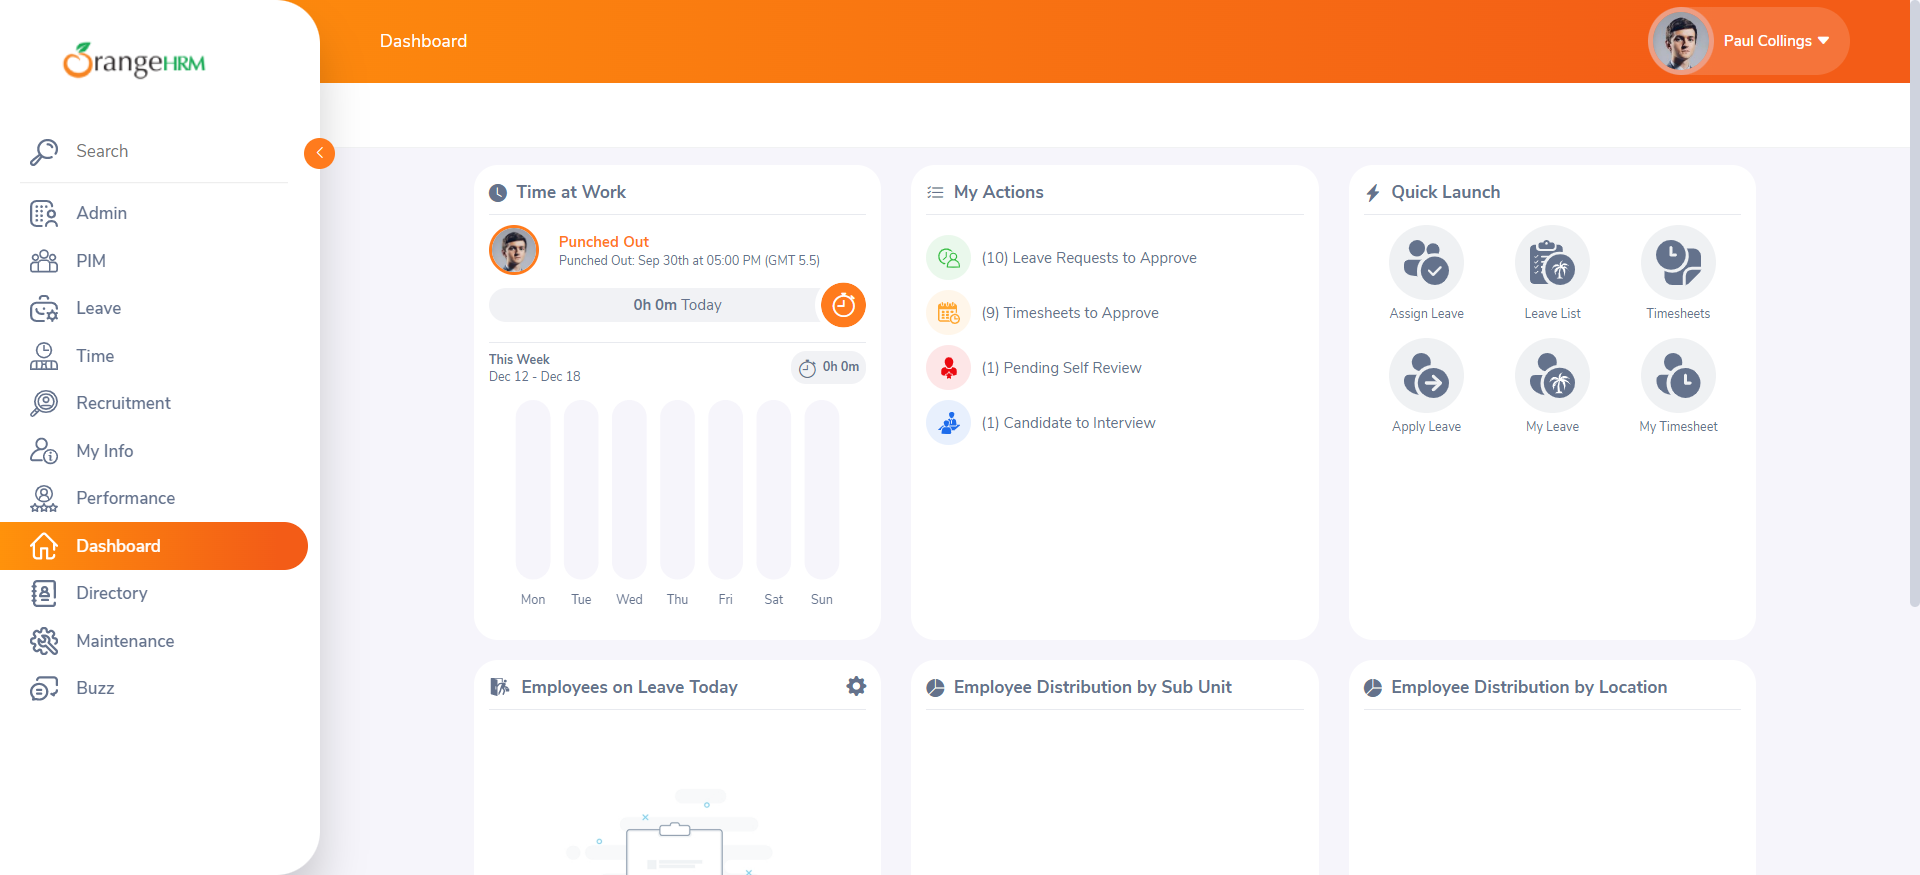 OrangeHRM
Dashboard
Paul Collings
Search
Admin
PIM
Leave
Time
Recruitment
My Info
Performance
Dashboard
Directory
Maintenance
Buzz
Time at Work
Punched Out
Punched Out: Sep 30th at 05:00 PM (GMT 5.5)
0h 0m Today
This Week
Dec 12 - Dec 18
0h 0m
Mon Tue Wed Thu Fri Sat Sun
My Actions
(10) Leave Requests to Approve
(9) Timesheets to Approve
(1) Pending Self Review
(1) Candidate to Interview
Quick Launch
Assign Leave Leave List Timesheets
Apply Leave My Leave My Timesheet
Employees on Leave Today
Employee Distribution by Sub Unit
Employee Distribution by Location